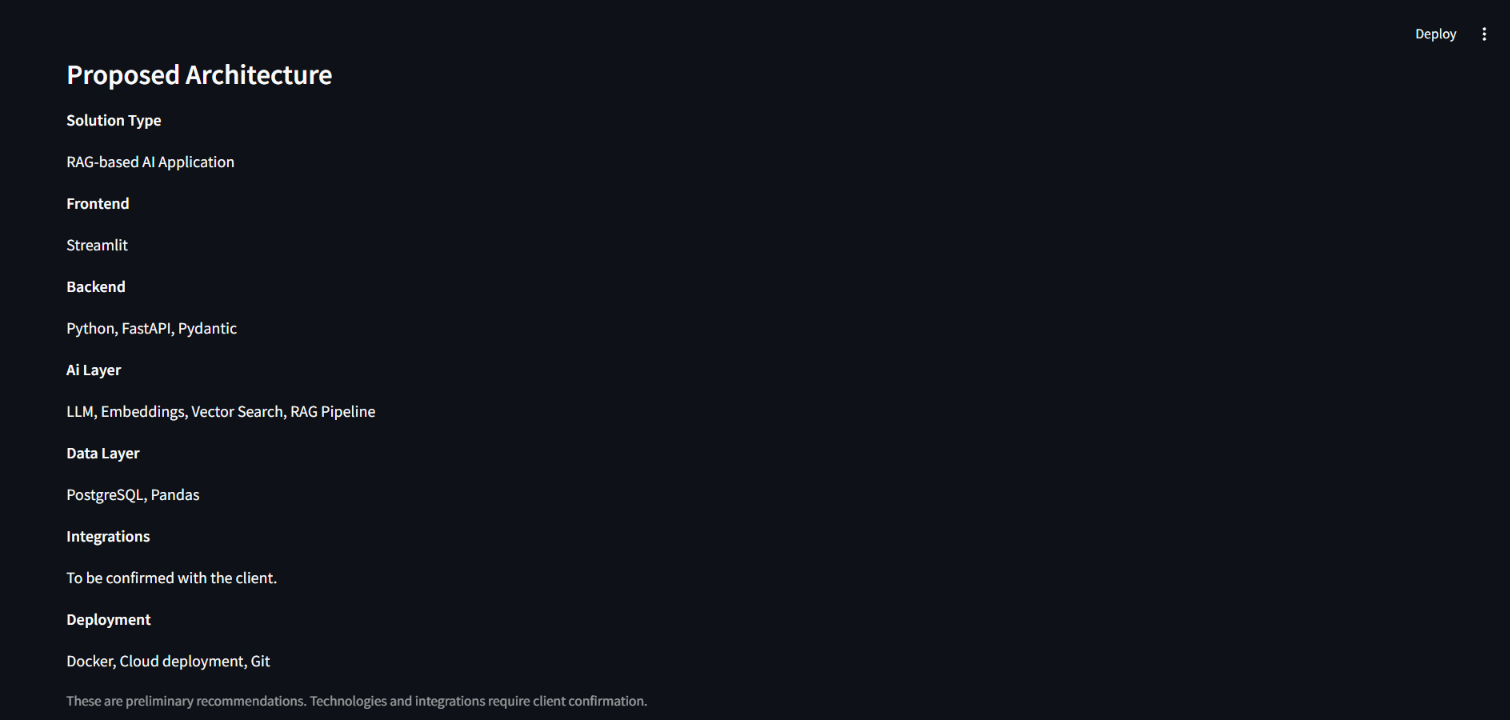 Deploy
Proposed Architecture
Solution Type
RAG-based AI Application
Frontend
Streamlit
Backend
Python, FastAPI, Pydantic
Ai Layer
LLM, Embeddings, Vector Search, RAG Pipeline
Data Layer
PostgreSQL, Pandas
Integrations
To be confirmed with the client.
Deployment
Docker, Cloud deployment, Git
These are preliminary recommendations. Technologies and integrations require client confirmation.